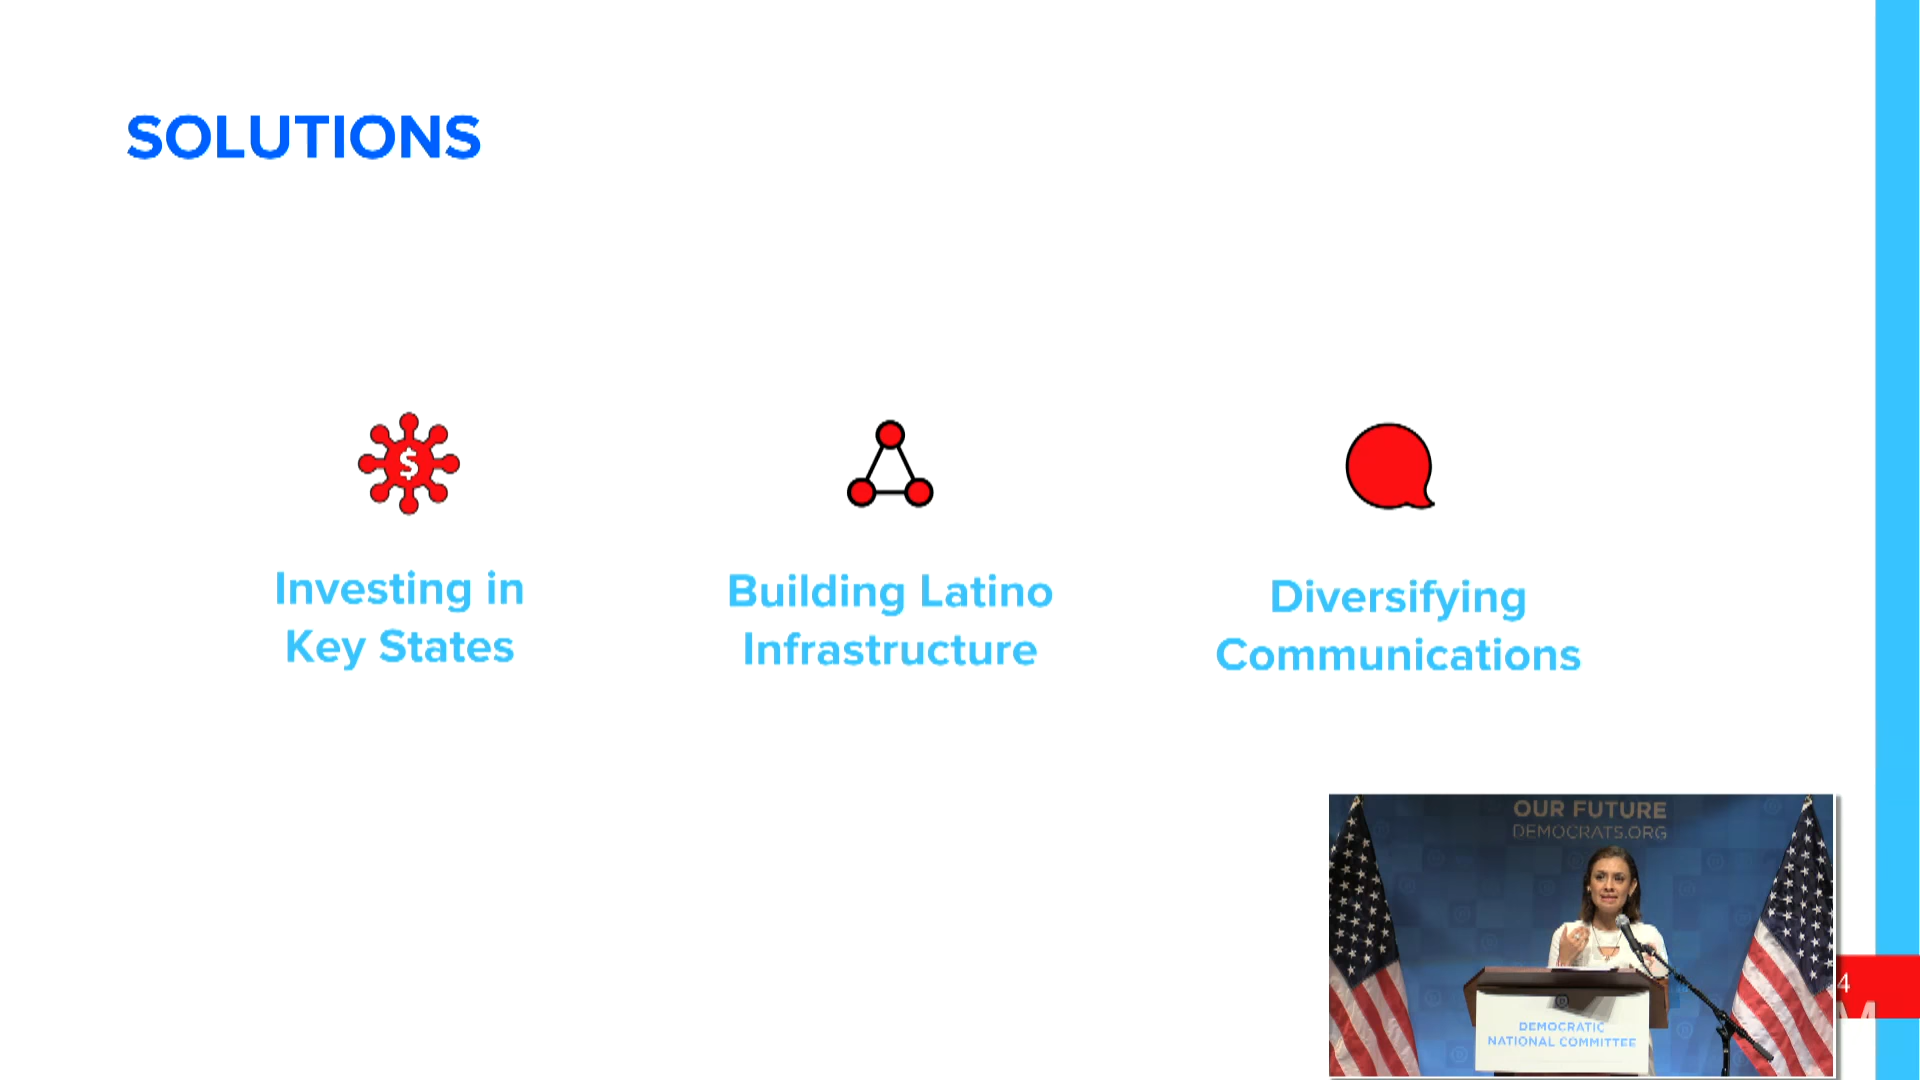 SOLUTIONS
$
Investing in
Key States
Building Latino
Infrastructure
Diversifying
Communications
OUR FUTURE
DEMOCRATS.ORG
DEMOCRATIC
NATIONAL COMMITTEE
4